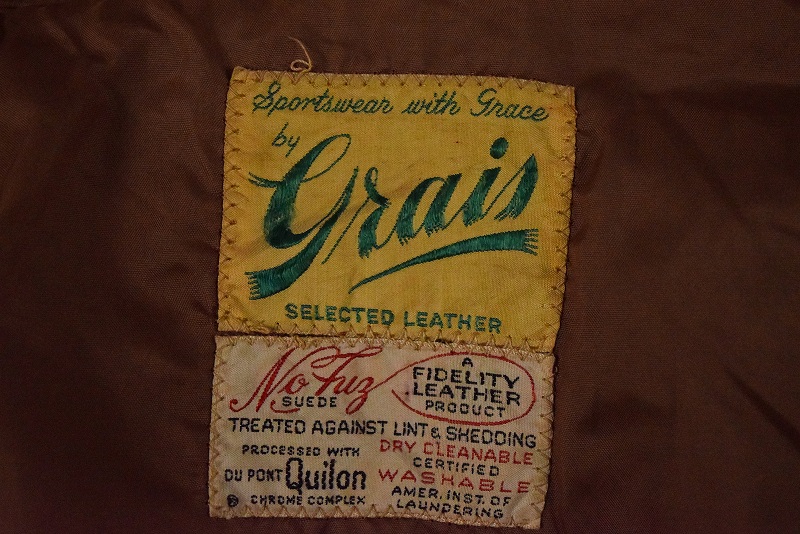 Sportswear with Grace
by
Grais
SELECTED LEATHER
No Fuz
SUEDE
A
FIDELITY
LEATHER
PRODUCT
TREATED AGAINST LINT & SHEDDING
PROCESSED WITH
DU PONT Quilon
® CHROME COMPLEX
DRY CLEANABLE
CERTIFIED
WASHABLE
AMER. INST. OF
LAUNDERING